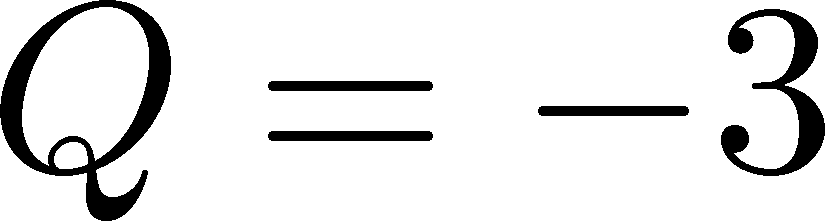 Q = −3